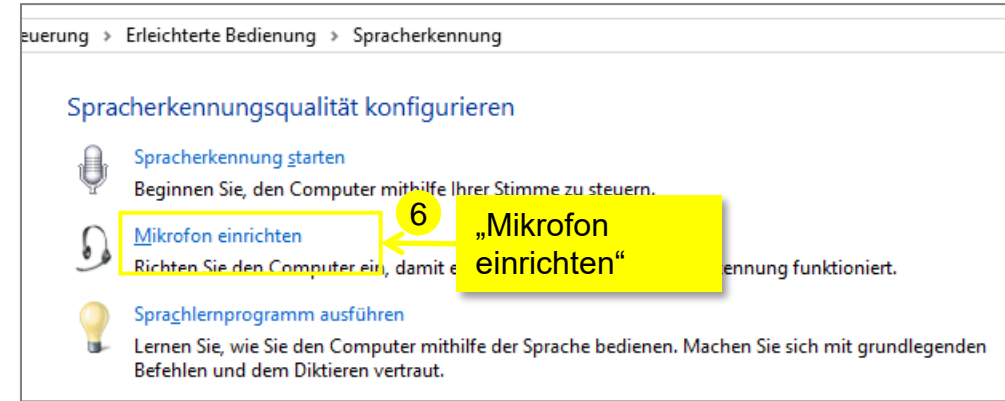 euerung > Erleichterte Bedienung > Spracherkennung
Spracherkennungsqualität konfigurieren
Spracherkennung starten
Beginnen Sie, den Computer mithilfe Ihrer Stimme zu steuern.
6
„Mikrofon
einrichten“
Mikrofon einrichten
Richten Sie den Computer ein, damit e ennung funktioniert.
Sprachlernprogramm ausführen
Lernen Sie, wie Sie den Computer mithilfe der Sprache bedienen. Machen Sie sich mit grundlegenden
Befehlen und dem Diktieren vertraut.